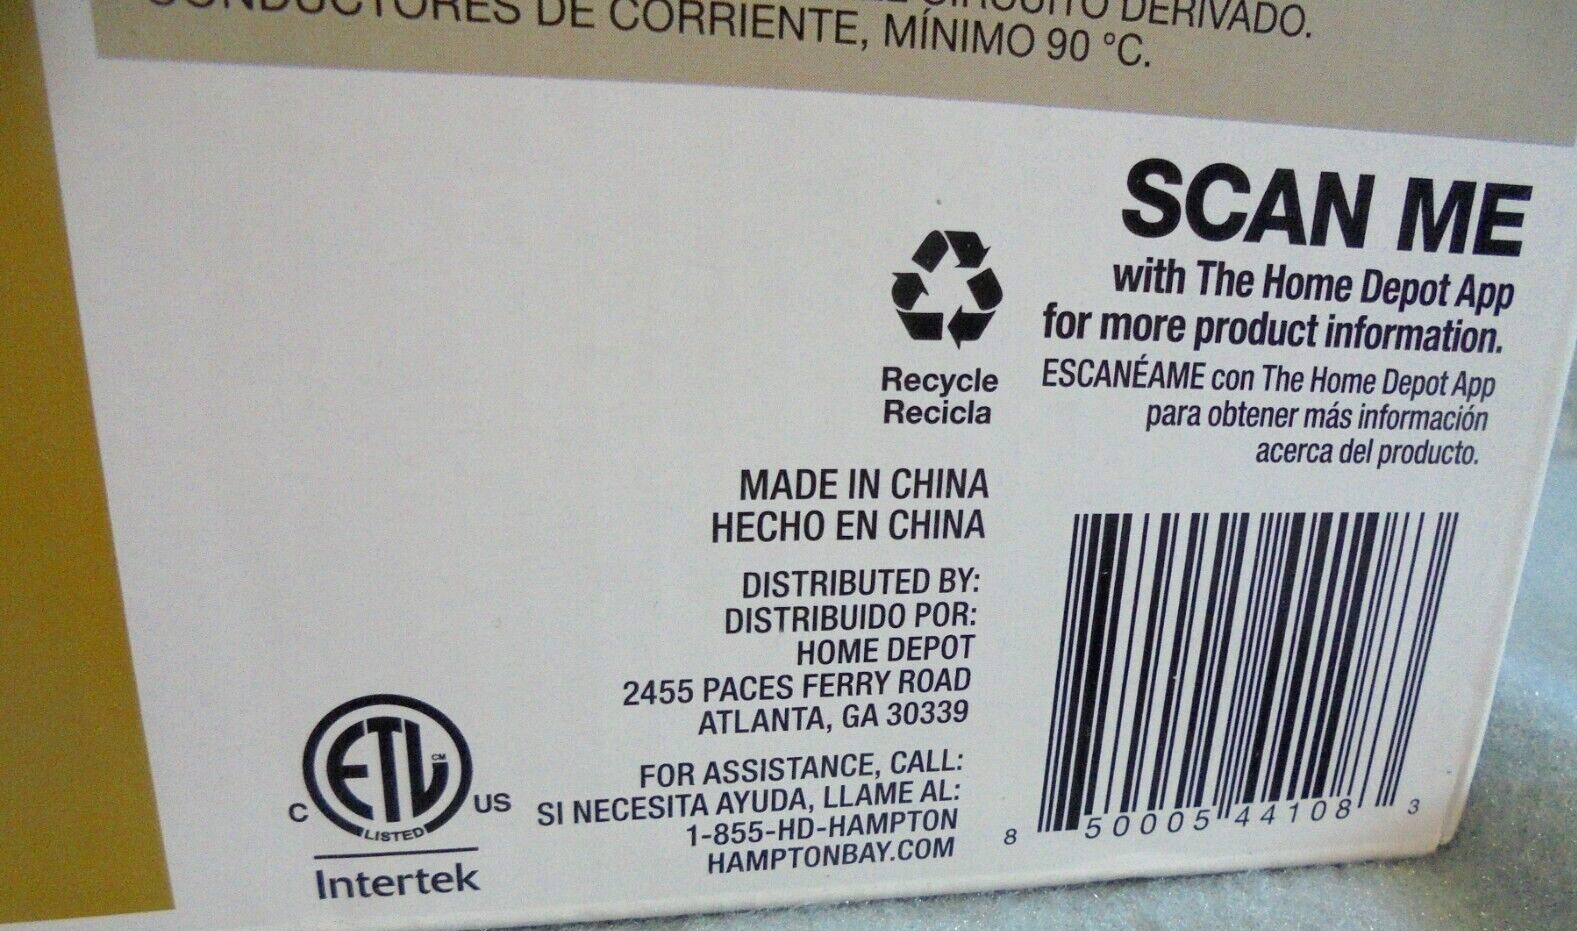 DERIVADO.
DE CORRIENTE, MÍNIMO 90 °C.
SCAN ME
with The Home Depot App
for more product information.
ESCANÉAME con The Home Depot App
para obtener más información
acerca del producto.
Recycle
Recicla
MADE IN CHINA
HECHO EN CHINA
DISTRIBUTED BY:
DISTRIBUIDO POR:
HOME DEPOT
2455 PACES FERRY ROAD
ATLANTA, GA 30339
FOR ASSISTANCE, CALL:
SI NECESITA AYUDA, LLAME AL:
1-855-HD-HAMPTON
HAMPTONBAY.COM
C ETL CM US
LISTED
Intertek
8 50005 44108 3